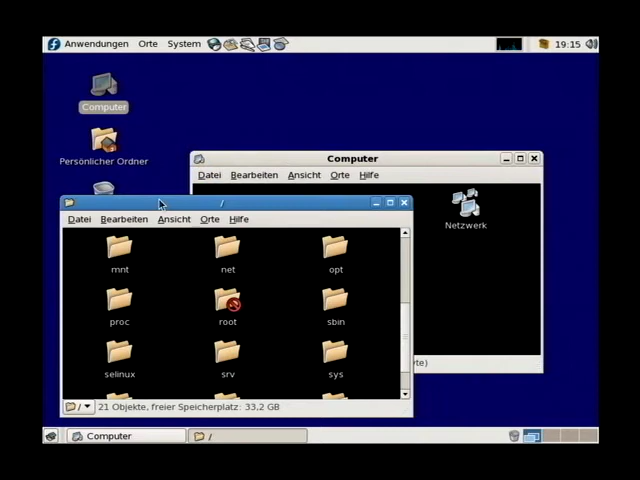 Anwendungen Orte System 19:15
Computer
Persönlicher Ordner
Computer
Datei Bearbeiten Ansicht Orte Hilfe
Netzwerk
/
Datei Bearbeiten Ansicht Orte Hilfe
mnt net opt
proc root sbin
selinux srv sys
/ 21 Objekte, freier Speicherplatz: 33,2 GB
Computer /